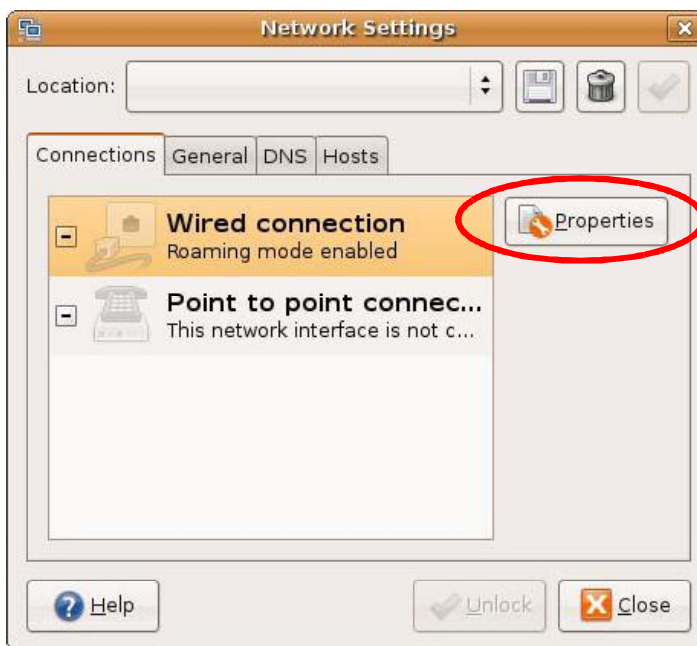 Network Settings
Location:
Connections General DNS Hosts
Wired connection
Roaming mode enabled
Properties
Point to point connec...
This network interface is not c...
Help Unlock Close